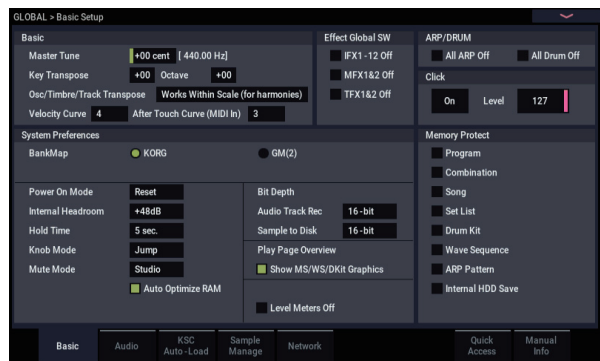 GLOBAL > Basic Setup
Basic
Master Tune +00 cent [ 440.00 Hz]
Key Transpose +00 Octave +00
Osc/Timbre/Track Transpose Works Within Scale (for harmonies)
Velocity Curve 4 After Touch Curve (MIDI In) 3
Effect Global SW
IFX1 -12 Off
MFX1&2 Off
TFX1&2 Off
ARP/DRUM
All ARP Off All Drum Off
Click
On Level 127
System Preferences
BankMap KORG GM(2)
Power On Mode Reset
Internal Headroom +48dB
Hold Time 5 sec.
Knob Mode Jump
Mute Mode Studio
Auto Optimize RAM
Bit Depth
Audio Track Rec 16-bit
Sample to Disk 16-bit
Play Page Overview
Show MS/WS/DKit Graphics
Level Meters Off
Memory Protect
Program
Combination
Song
Set List
Drum Kit
Wave Sequence
ARP Pattern
Internal HDD Save
Basic
Audio
KSC
Auto -Load
Sample
Manage
Network
Quick
Access
Manual
Info